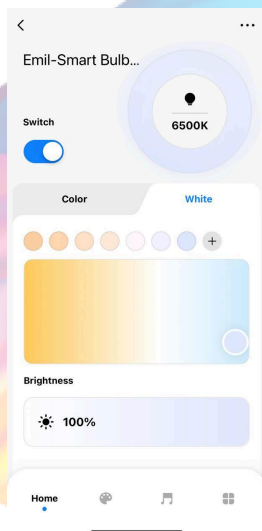 Emil-Smart Bulb...
Switch
6500K
Color
White
+
Brightness
100%
Home